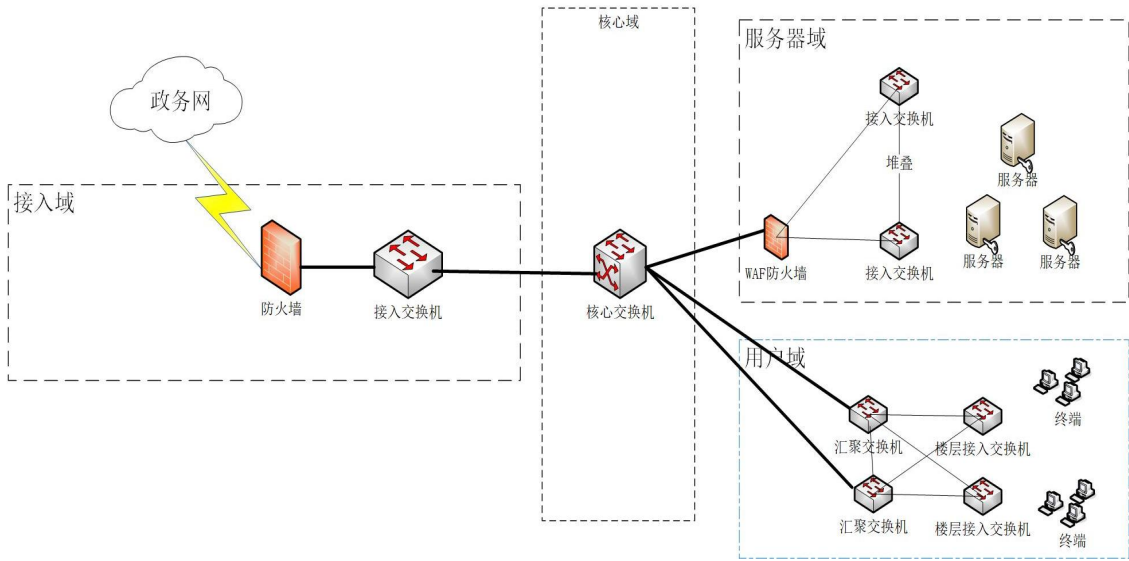 核心域
服务器域
政务网
接入交换机
堆叠
服务器
接入域
WAF防火墙
接入交换机
服务器
服务器
防火墙
接入交换机
核心交换机
用户域
终端
汇聚交换机
楼层接入交换机
汇聚交换机
楼层接入交换机
终端